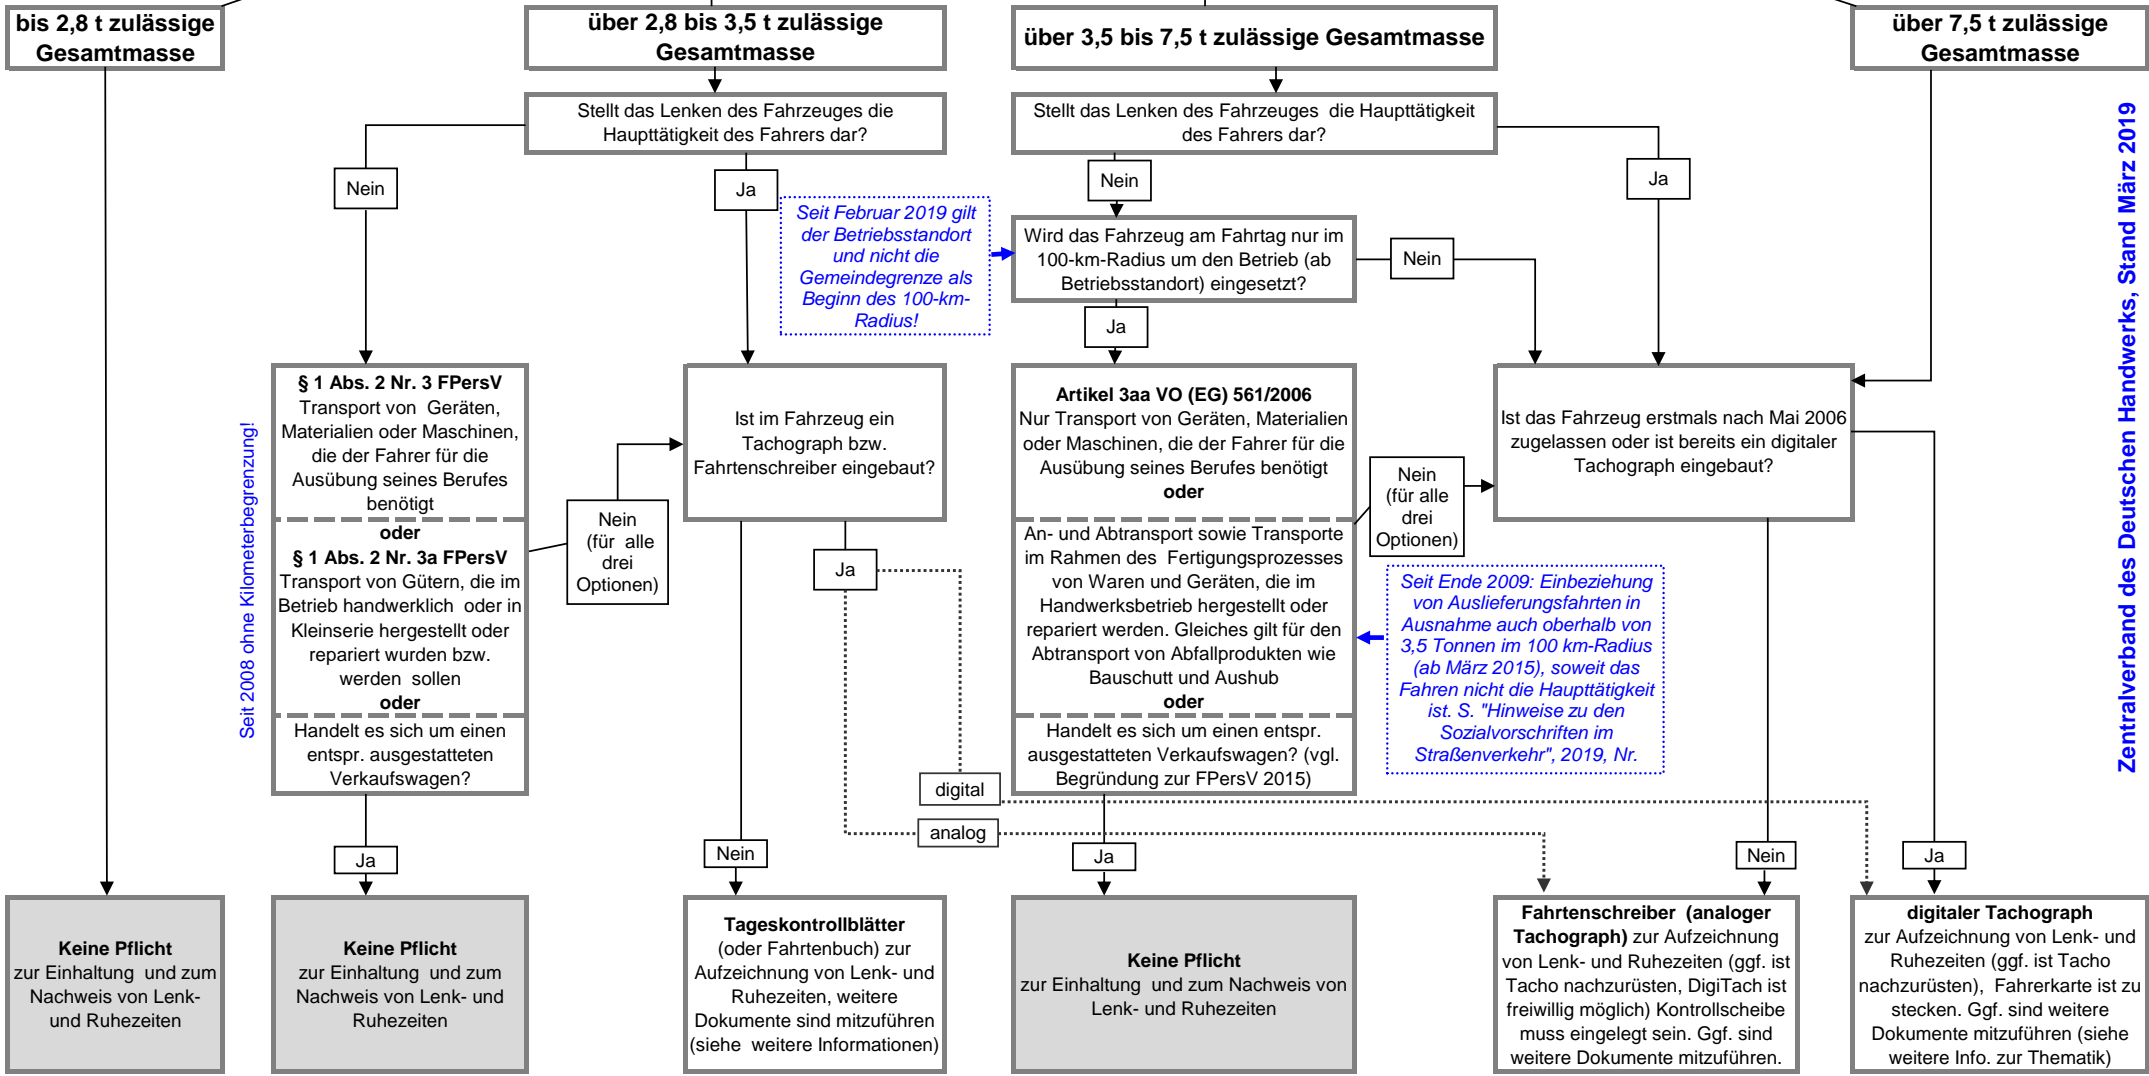 bis 2,8 t zulässige
Gesamtmasse
über 2,8 bis 3,5 t zulässige
Gesamtmasse
über 3,5 bis 7,5 t zulässige Gesamtmasse
über 7,5 t zulässige
Gesamtmasse
Stellt das Lenken des Fahrzeuges die
Haupttätigkeit des Fahrers dar?
Stellt das Lenken des Fahrzeuges die Haupttätigkeit
des Fahrers dar?
Nein
Ja
Nein
Ja
Seit Februar 2019 gilt
der Betriebsstandort
und nicht die
Gemeindegrenze als
Beginn des 100-km-
Radius!
Wird das Fahrzeug am Fahrtag nur im
100-km-Radius um den Betrieb (ab
Betriebsstandort) eingesetzt?
Nein
Ja
Zentralverband des Deutschen Handwerks, Stand März 2019
Seit 2008 ohne Kilometerbegrenzung!
§ 1 Abs. 2 Nr. 3 FPersV
Transport von Geräten,
Materialien oder Maschinen,
die der Fahrer für die
Ausübung seines Berufes
benötigt
oder
§ 1 Abs. 2 Nr. 3a FPersV
Transport von Gütern, die im
Betrieb handwerklich oder in
Kleinserie hergestellt oder
repariert wurden bzw.
werden sollen
oder
Handelt es sich um einen
entspr. ausgestatteten
Verkaufswagen?
Nein
(für alle
drei
Optionen)
Ist im Fahrzeug ein
Tachograph bzw.
Fahrtenschreiber eingebaut?
Ja
Artikel 3aa VO (EG) 561/2006
Nur Transport von Geräten, Materialien
oder Maschinen, die der Fahrer für die
Ausübung seines Berufes benötigt
oder
An- und Abtransport sowie Transporte
im Rahmen des Fertigungsprozesses
von Waren und Geräten, die im
Handwerksbetrieb hergestellt oder
repariert werden. Gleiches gilt für den
Abtransport von Abfallprodukten wie
Bauschutt und Aushub
oder
Handelt es sich um einen entspr.
ausgestatteten Verkaufswagen? (vgl.
Begründung zur FPersV 2015)
Nein
(für alle
drei
Optionen)
Ist das Fahrzeug erstmals nach Mai 2006
zugelassen oder ist bereits ein digitaler
Tachograph eingebaut?
Seit Ende 2009: Einbeziehung
von Auslieferungsfahrten in
Ausnahme auch oberhalb von
3,5 Tonnen im 100 km-Radius
(ab März 2015), soweit das
Fahren nicht die Haupttätigkeit
ist. S. "Hinweise zu den
Sozialvorschriften im
Straßenverkehr", 2019, Nr.
digital
analog
Ja
Nein
Ja
Nein
Ja
Keine Pflicht
zur Einhaltung und zum
Nachweis von Lenk-
und Ruhezeiten
Keine Pflicht
zur Einhaltung und zum
Nachweis von Lenk- und
Ruhezeiten
Tageskontrollblätter
(oder Fahrtenbuch) zur
Aufzeichnung von Lenk- und
Ruhezeiten, weitere
Dokumente sind mitzuführen
(siehe weitere Informationen)
Keine Pflicht
zur Einhaltung und zum Nachweis von
Lenk- und Ruhezeiten
Fahrtenschreiber (analoger
Tachograph) zur Aufzeichnung
von Lenk- und Ruhezeiten (ggf. ist
Tacho nachzurüsten, DigiTach ist
freiwillig möglich) Kontrollscheibe
muss eingelegt sein. Ggf. sind
weitere Dokumente mitzuführen.
digitaler Tachograph
zur Aufzeichnung von Lenk- und
Ruhezeiten (ggf. ist Tacho
nachzurüsten), Fahrerkarte ist zu
stecken. Ggf. sind weitere
Dokumente mitzuführen (siehe
weitere Info. zur Thematik)